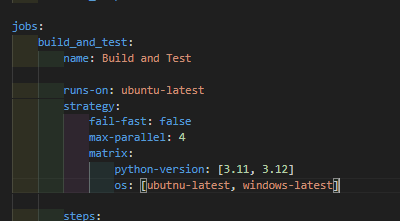 jobs:
build_and_test:
name: Build and Test
runs-on: ubuntu-latest
strategy:
fail-fast: false
max-parallel: 4
matrix:
python-version: [3.11, 3.12]
os: [ubutnu-latest, windows-latest]
steps: